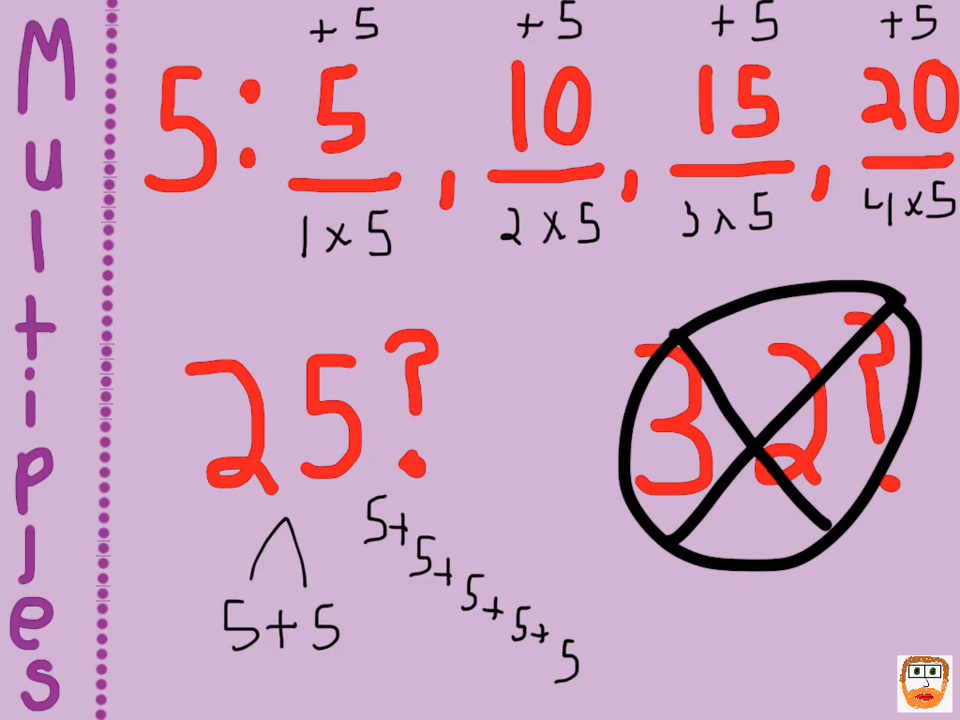 Multiples
+5 +5 +5 +5
5: 5, 10, 15, 20
1x5 2x5 3x5 4x5
25? 32?
5+5
5+5+5+5+5